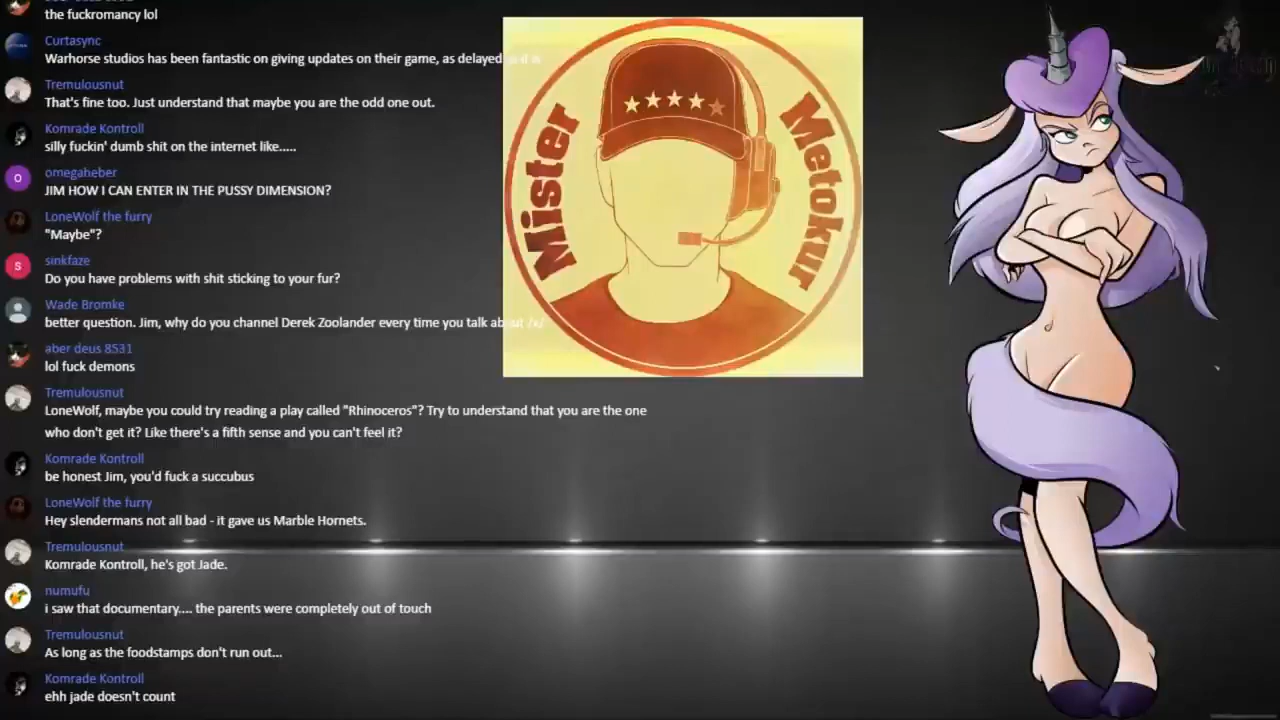 the fuckromancy lol
Curtasync
Warhorse studios has been fantastic on giving updates on their game, as delayed
Tremulousnut
That's fine too. Just understand that maybe you are the odd one out.
Komrade Kontroll
silly fuckin' dumb shit on the internet like.....
omegaheber
O
JIM HOW I CAN ENTER IN THE PUSSY DIMENSION?
LoneWolf the furry
"Maybe"?
sinkfaze
S
Do you have problems with shit sticking to your fur?
Wade Bromke
better question. Jim, why do you channel Derek Zoolander every time you talk about /x/
aber deus 8531
lol fuck demons
Tremulousnut
LoneWolf, maybe you could try reading a play called "Rhinoceros"? Try to understand that you are the one
who don't get it? Like there's a fifth sense and you can't feel it?
Komrade Kontroll
be honest Jim, you'd fuck a succubus
LoneWolf the furry
Hey slendermans not all bad - it gave us Marble Hornets.
Tremulousnut
Komrade Kontroll, he's got Jade.
numufu
i saw that documentary.... the parents were completely out of touch
Tremulousnut
As long as the foodstamps don't run out...
Komrade Kontroll
ehh jade doesn't count
Mister
Metokur